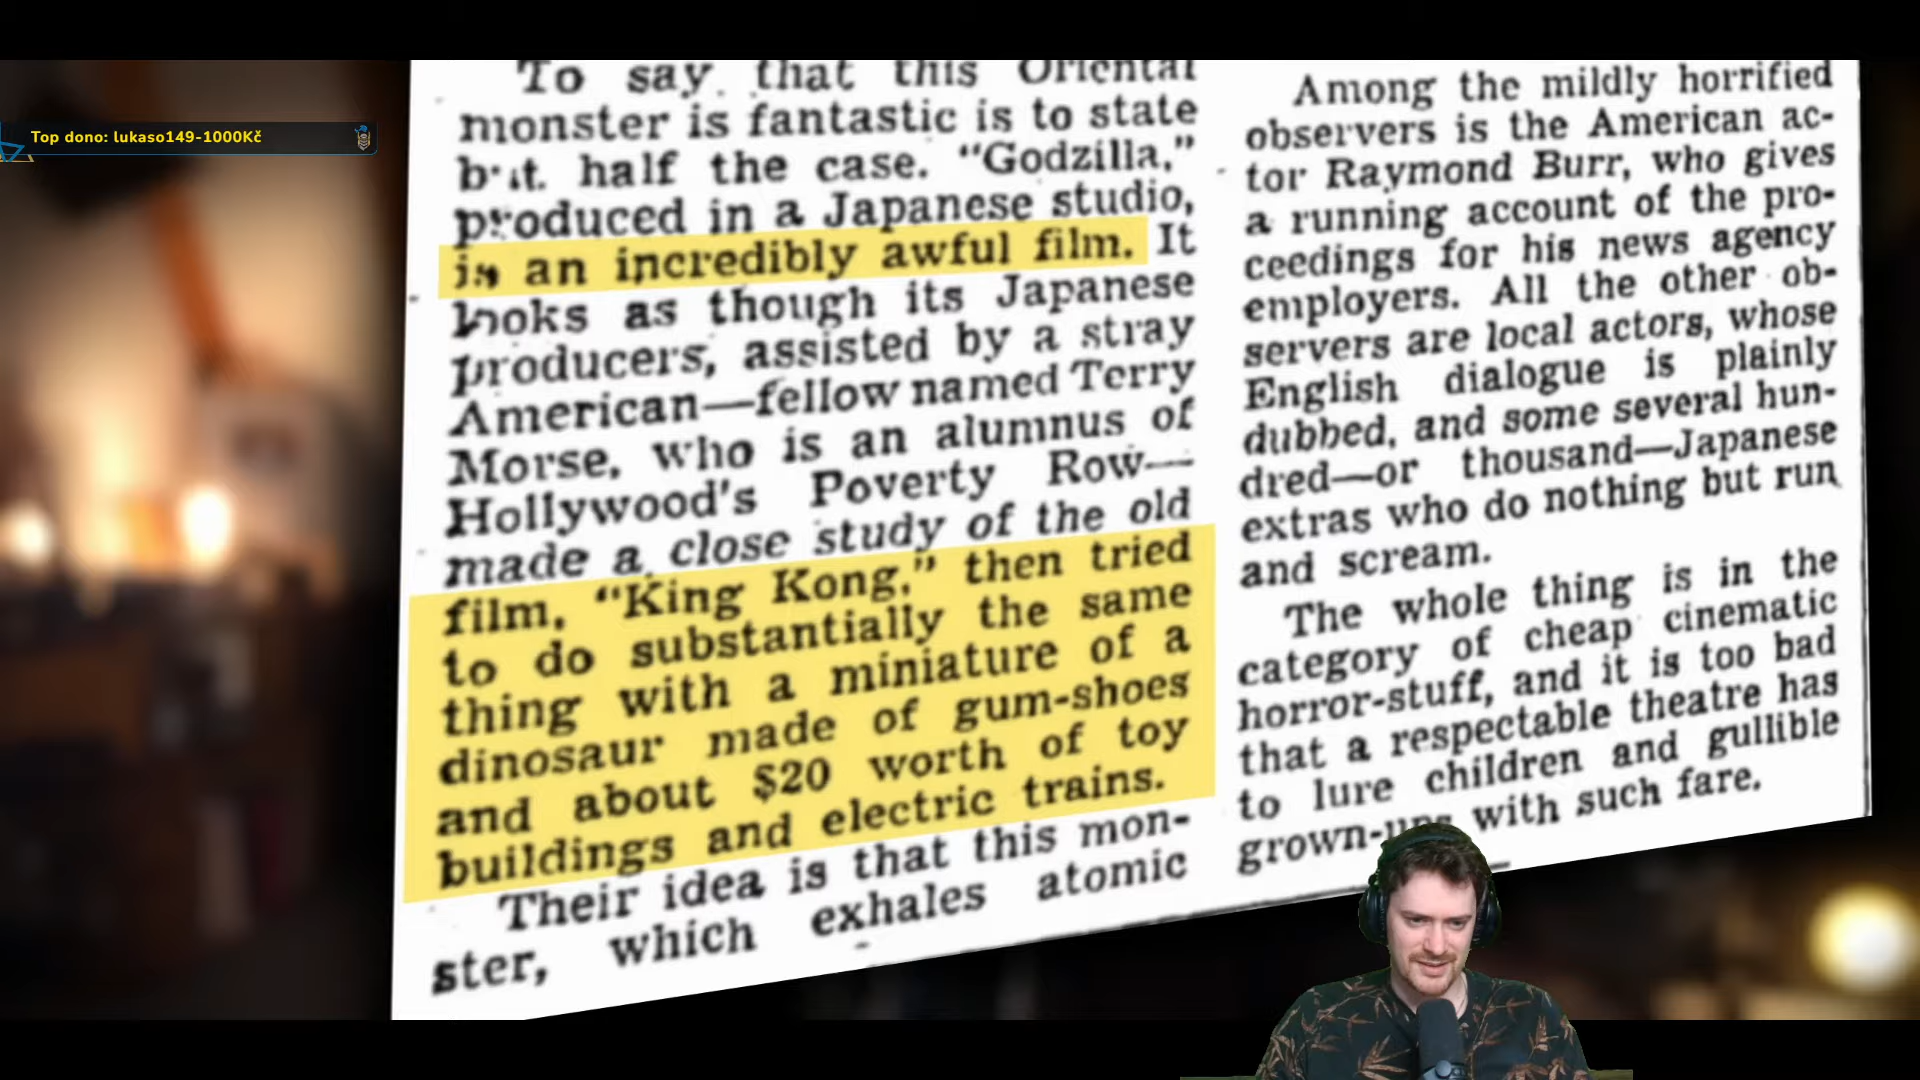 Top dono: lukaso149-1000Kč
To say that this Oriental
monster is fantastic is to state
but half the case. “Godzilla,”
produced in a Japanese studio,
is an incredibly awful film. It
looks as though its Japanese
producers, assisted by a stray
American—fellow named Terry
Morse, who is an alumnus of
Hollywood's Poverty Row—
made a close study of the old
film, “King Kong,” then tried
to do substantially the same
thing with a miniature of a
dinosaur made of gum-shoes
and about $20 worth of toy
buildings and electric trains.
Their idea is that this mon-
ster, which exhales atomic
Among the mildly horrified
observers is the American ac-
tor Raymond Burr, who gives
a running account of the pro-
ceedings for his news agency
employers. All the other ob-
servers are local actors, whose
English dialogue is plainly
dubbed, and some several hun-
dred—or thousand—Japanese
extras who do nothing but run
and scream.
The whole thing is in the
category of cheap cinematic
horror-stuff, and it is too bad
that a respectable theatre has
to lure children and gullible
grown-ups with such fare.